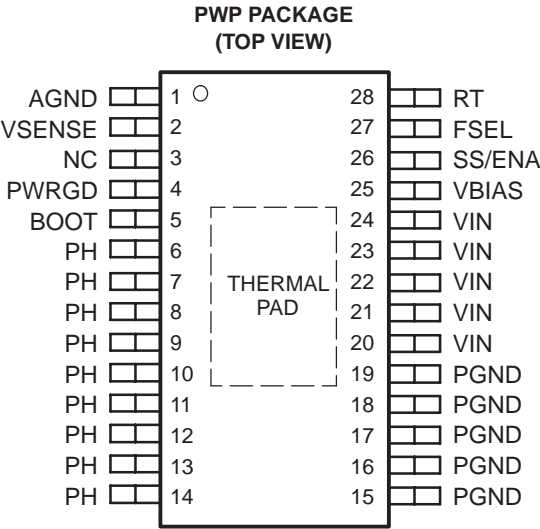 PWP PACKAGE
(TOP VIEW)
AGND 1 28 RT
VSENSE 2 27 FSEL
NC 3 26 SS/ENA
PWRGD 4 25 VBIAS
BOOT 5 24 VIN
PH 6 23 VIN
PH 7 22 VIN
THERMAL
PAD
PH 8 21 VIN
PH 9 20 VIN
PH 10 19 PGND
PH 11 18 PGND
PH 12 17 PGND
PH 13 16 PGND
PH 14 15 PGND